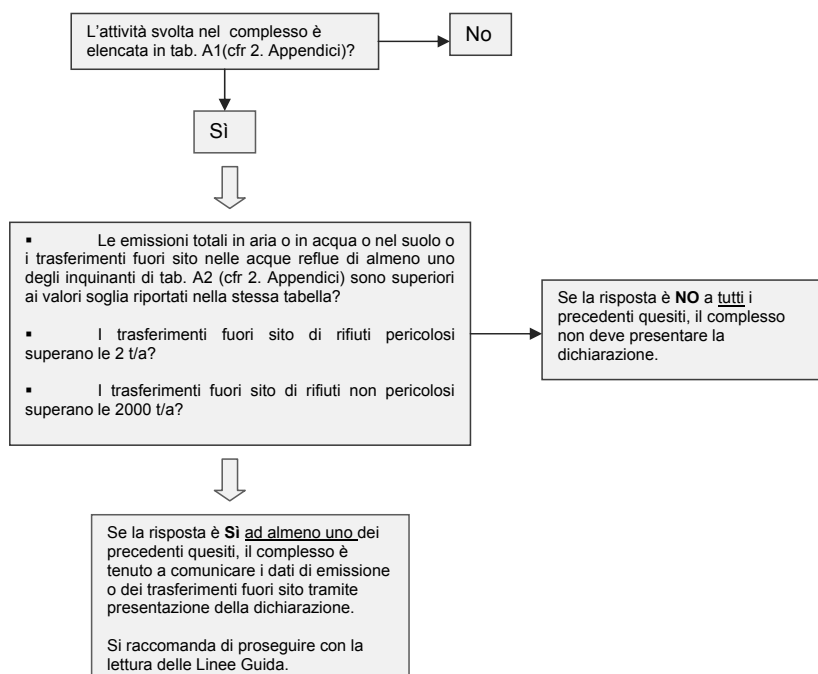 L'attività svolta nel complesso è
elencata in tab. A1(cfr 2. Appendici)?
No
Sì
▪ Le emissioni totali in aria o in acqua o nel suolo o
i trasferimenti fuori sito nelle acque reflue di almeno uno
degli inquinanti di tab. A2 (cfr 2. Appendici) sono superiori
ai valori soglia riportati nella stessa tabella?
▪ I trasferimenti fuori sito di rifiuti pericolosi
superano le 2 t/a?
▪ I trasferimenti fuori sito di rifiuti non pericolosi
superano le 2000 t/a?
Se la risposta è NO a tutti i
precedenti quesiti, il complesso
non deve presentare la
dichiarazione.
Se la risposta è Sì ad almeno uno dei
precedenti quesiti, il complesso è
tenuto a comunicare i dati di emissione
o dei trasferimenti fuori sito tramite
presentazione della dichiarazione.
Si raccomanda di proseguire con la
lettura delle Linee Guida.